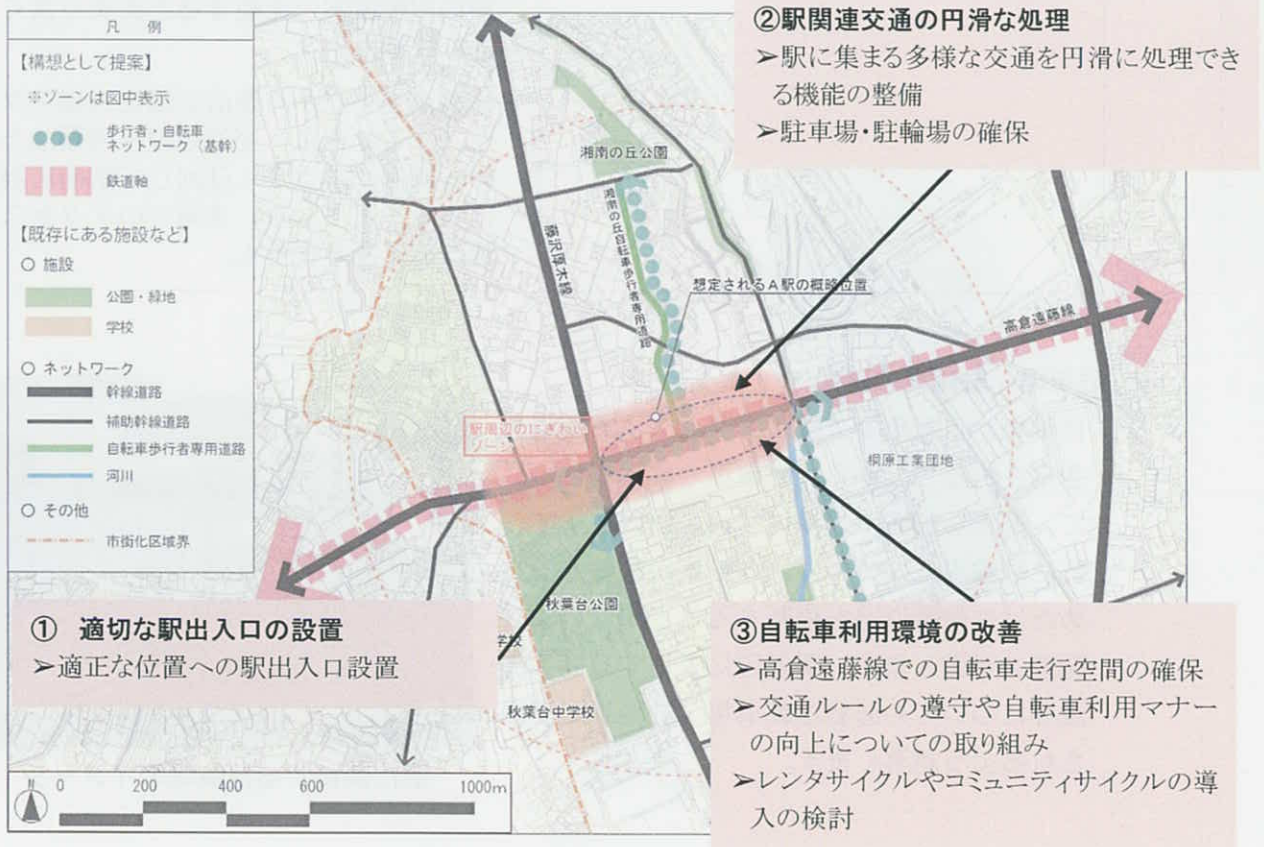 凡 例
【構想として提案】
※ゾーンは図中表示
歩行者・自転車
ネットワーク（基幹）
鉄道軸
【既存にある施設など】
○ 施設
公園・緑地
学校
○ ネットワーク
幹線道路
補助幹線道路
自転車歩行者専用道路
河川
○ その他
市街化区域界
②駅関連交通の円滑な処理
➢駅に集まる多様な交通を円滑に処理でき
る機能の整備
➢駐車場・駐輪場の確保
湘南の丘公園
湘南の丘自転車歩行者専用道路
藤沢厚木線
想定されるA駅の概略位置
高倉遠藤線
駅周辺のにぎわい
ゾーン
桐原工業団地
秋葉台公園
学校
秋葉台中学校
① 適切な駅出入口の設置
➢適正な位置への駅出入口設置
③自転車利用環境の改善
➢高倉遠藤線での自転車走行空間の確保
➢交通ルールの遵守や自転車利用マナー
の向上についての取り組み
➢レンタサイクルやコミュニティサイクルの導
入の検討
N
0 200 400 600 1000m